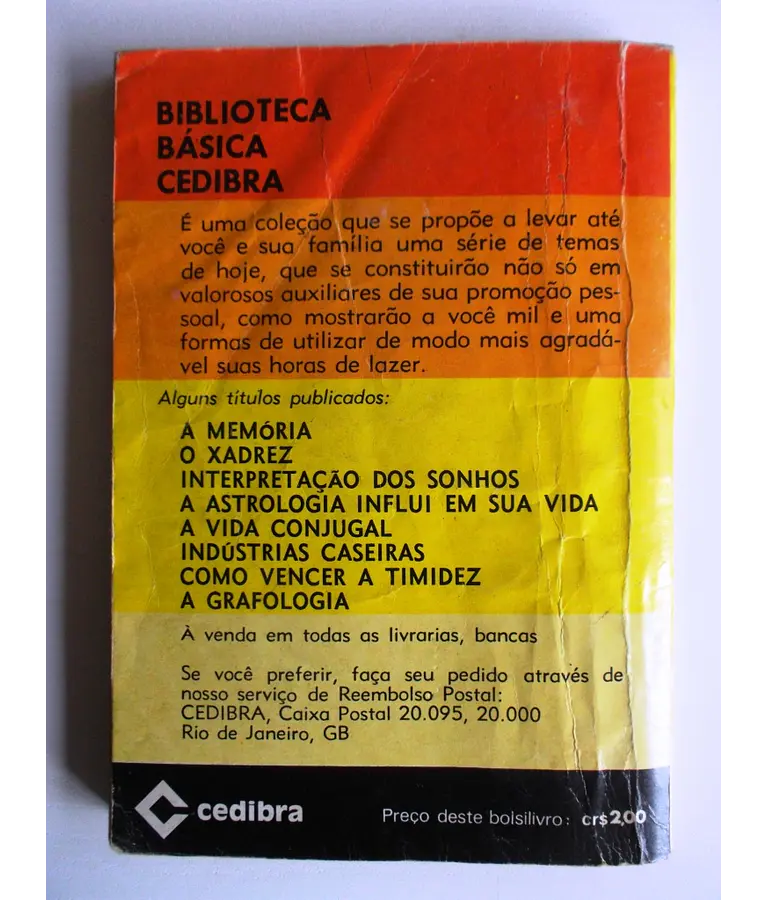 BIBLIOTECA
BÁSICA
CEDIBRA
É uma coleção que se propõe a levar até
você e sua família uma série de temas
de hoje, que se constituirão não só em
valorosos auxiliares de sua promoção pes-
soal, como mostrarão a você mil e uma
formas de utilizar de modo mais agradá-
vel suas horas de lazer.
Alguns títulos publicados:
A MEMÓRIA
O XADREZ
INTERPRETAÇÃO DOS SONHOS
A ASTROLOGIA INFLUI EM SUA VIDA
A VIDA CONJUGAL
INDÚSTRIAS CASEIRAS
COMO VENCER A TIMIDEZ
A GRAFOLOGIA
À venda em todas as livrarias, bancas
Se você preferir, faça seu pedido através de
nosso serviço de Reembolso Postal:
CEDIBRA, Caixa Postal 20.095, 20.000
Rio de Janeiro, GB
cedibra
Preço deste bolsilivro: cr$2,00